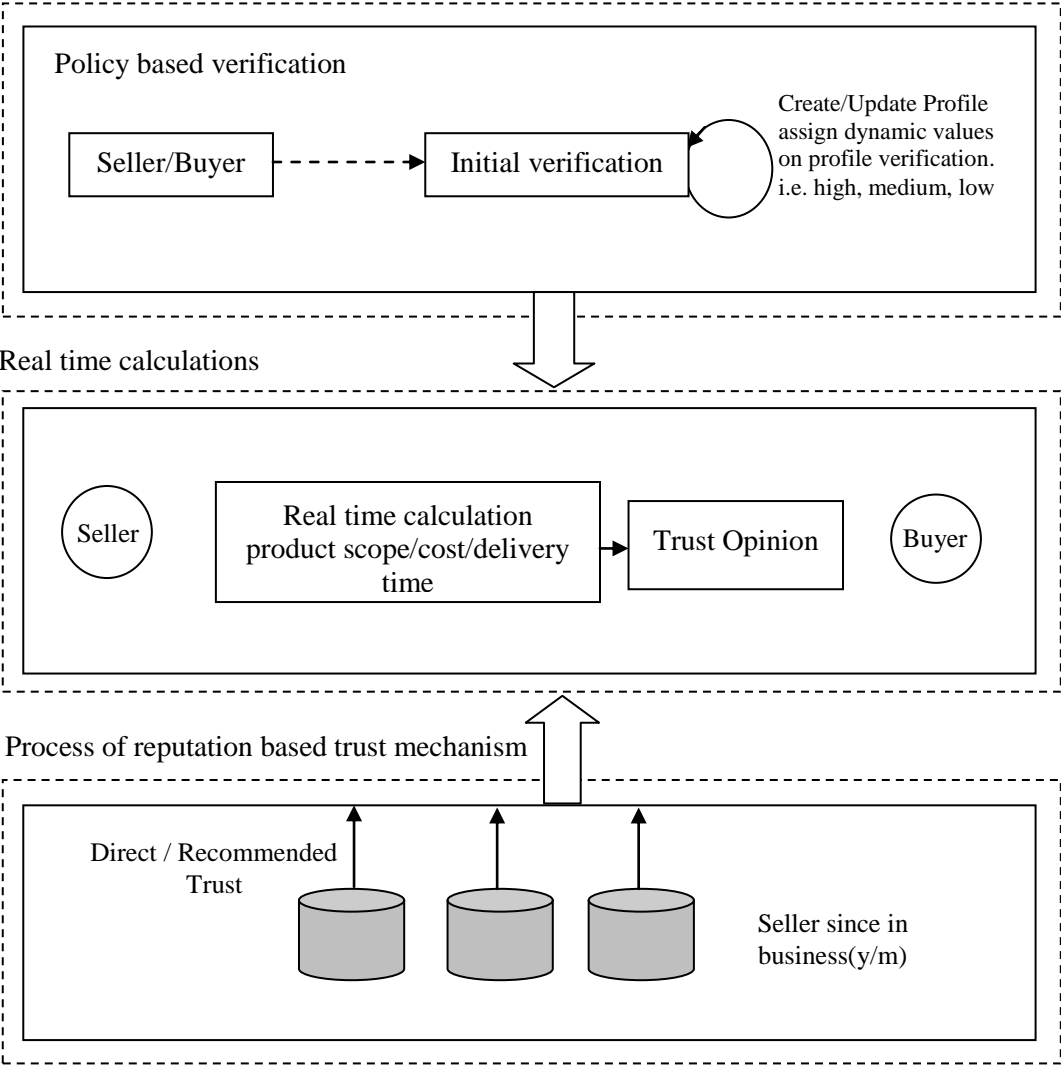 Policy based verification
Create/Update Profile
assign dynamic values
on profile verification.
i.e. high, medium, low
Seller/Buyer
Initial verification
Real time calculations
Seller
Real time calculation
product scope/cost/delivery
time
Trust Opinion
Buyer
Process of reputation based trust mechanism
Direct / Recommended
Trust
Seller since in
business(y/m)